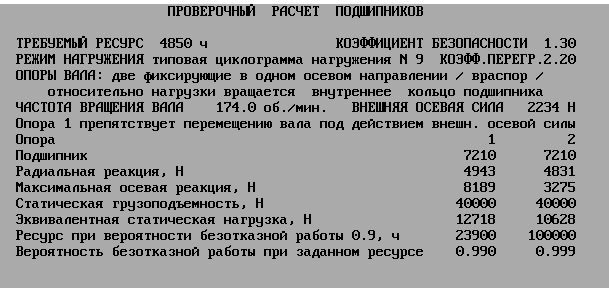 ПРОВЕРОЧНЫЙ РАСЧЕТ ПОДШИПНИКОВ
ТРЕБУЕМЫЙ РЕСУРС 4850 ч КОЭФФИЦИЕНТ БЕЗОПАСНОСТИ 1.30
РЕЖИМ НАГРУЖЕНИЯ типовая циклограмма нагружения N 9 КОЭФФ.ПЕРЕГР.2.20
ОПОРЫ ВАЛА: две фиксирующие в одном осевом направлении / враспор /
относительно нагрузки вращается внутреннее кольцо подшипника
ЧАСТОТА ВРАЩЕНИЯ ВАЛА 174.0 об./мин. ВНЕШНЯЯ ОСЕВАЯ СИЛА 2234 Н
Опора 1 препятствует перемещению вала под действием внешн. осевой силы
Опора 1 2
Подшипник 7210 7210
Радиальная реакция, Н 4943 4831
Максимальная осевая реакция, Н 8189 3275
Статическая грузоподъемность, Н 40000 40000
Эквивалентная статическая нагрузка, Н 12718 10628
Ресурс при вероятности безотказной работы 0.9, ч 23900 100000
Вероятность безотказной работы при заданном ресурсе 0.990 0.999